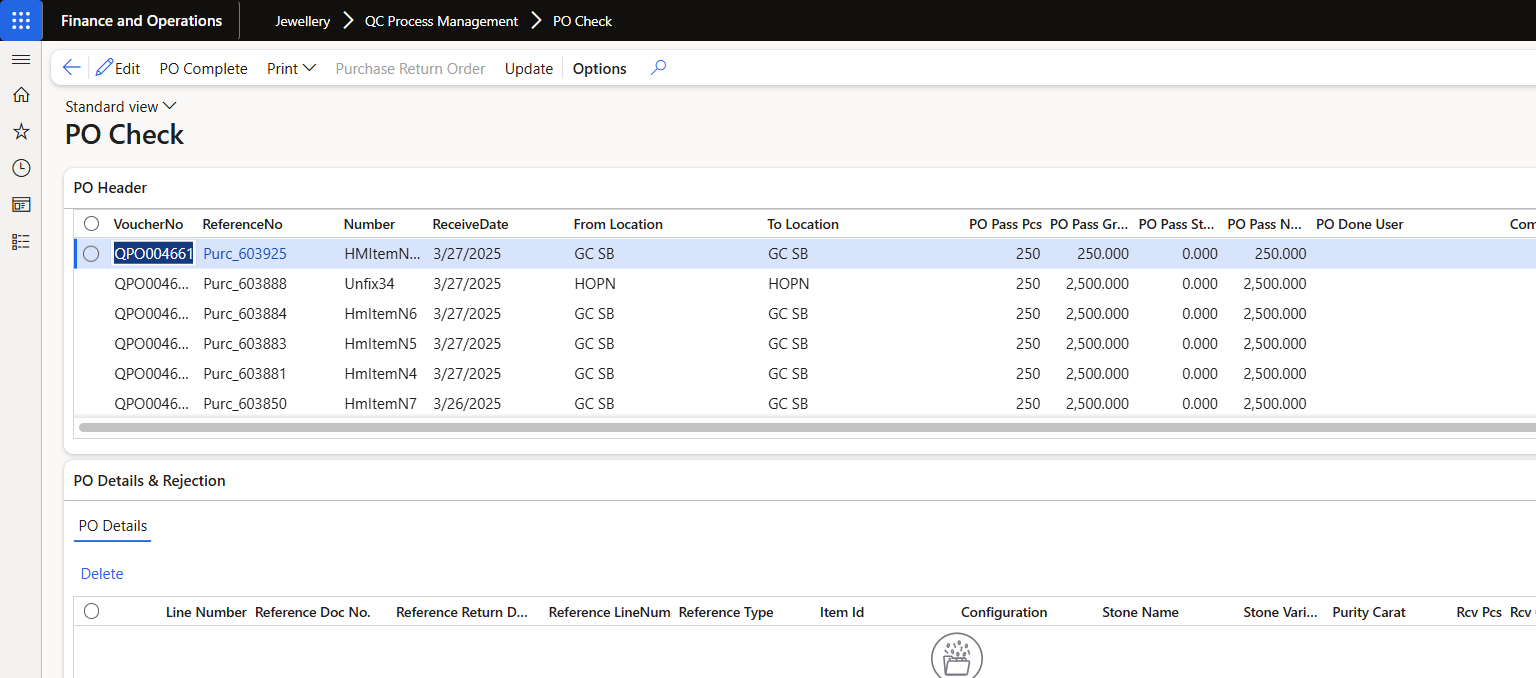 Finance and Operations Jewellery QC Process Management PO Check
Edit PO Complete Print Purchase Return Order Update Options
Standard view
PO Check
PO Header
VoucherNo ReferenceNo Number ReceiveDate From Location To Location PO Pass Pcs PO Pass Gr... PO Pass St... PO Pass N... PO Done User Com
QPO004661 Purc_603925 HMItemN... 3/27/2025 GC SB GC SB 250 250.000 0.000 250.000
QPO0046... Purc_603888 Unfix34 3/27/2025 HOPN HOPN 250 2,500.000 0.000 2,500.000
QPO0046... Purc_603884 HmItemN6 3/27/2025 GC SB GC SB 250 2,500.000 0.000 2,500.000
QPO0046... Purc_603883 HmItemN5 3/27/2025 GC SB GC SB 250 2,500.000 0.000 2,500.000
QPO0046... Purc_603881 HmItemN4 3/27/2025 GC SB GC SB 250 2,500.000 0.000 2,500.000
QPO0046... Purc_603850 HmItemN7 3/26/2025 GC SB GC SB 250 2,500.000 0.000 2,500.000
PO Details & Rejection
PO Details
Delete
Line Number Reference Doc No. Reference Return D... Reference LineNum Reference Type Item Id Configuration Stone Name Stone Vari... Purity Carat Rcv Pcs Rcv